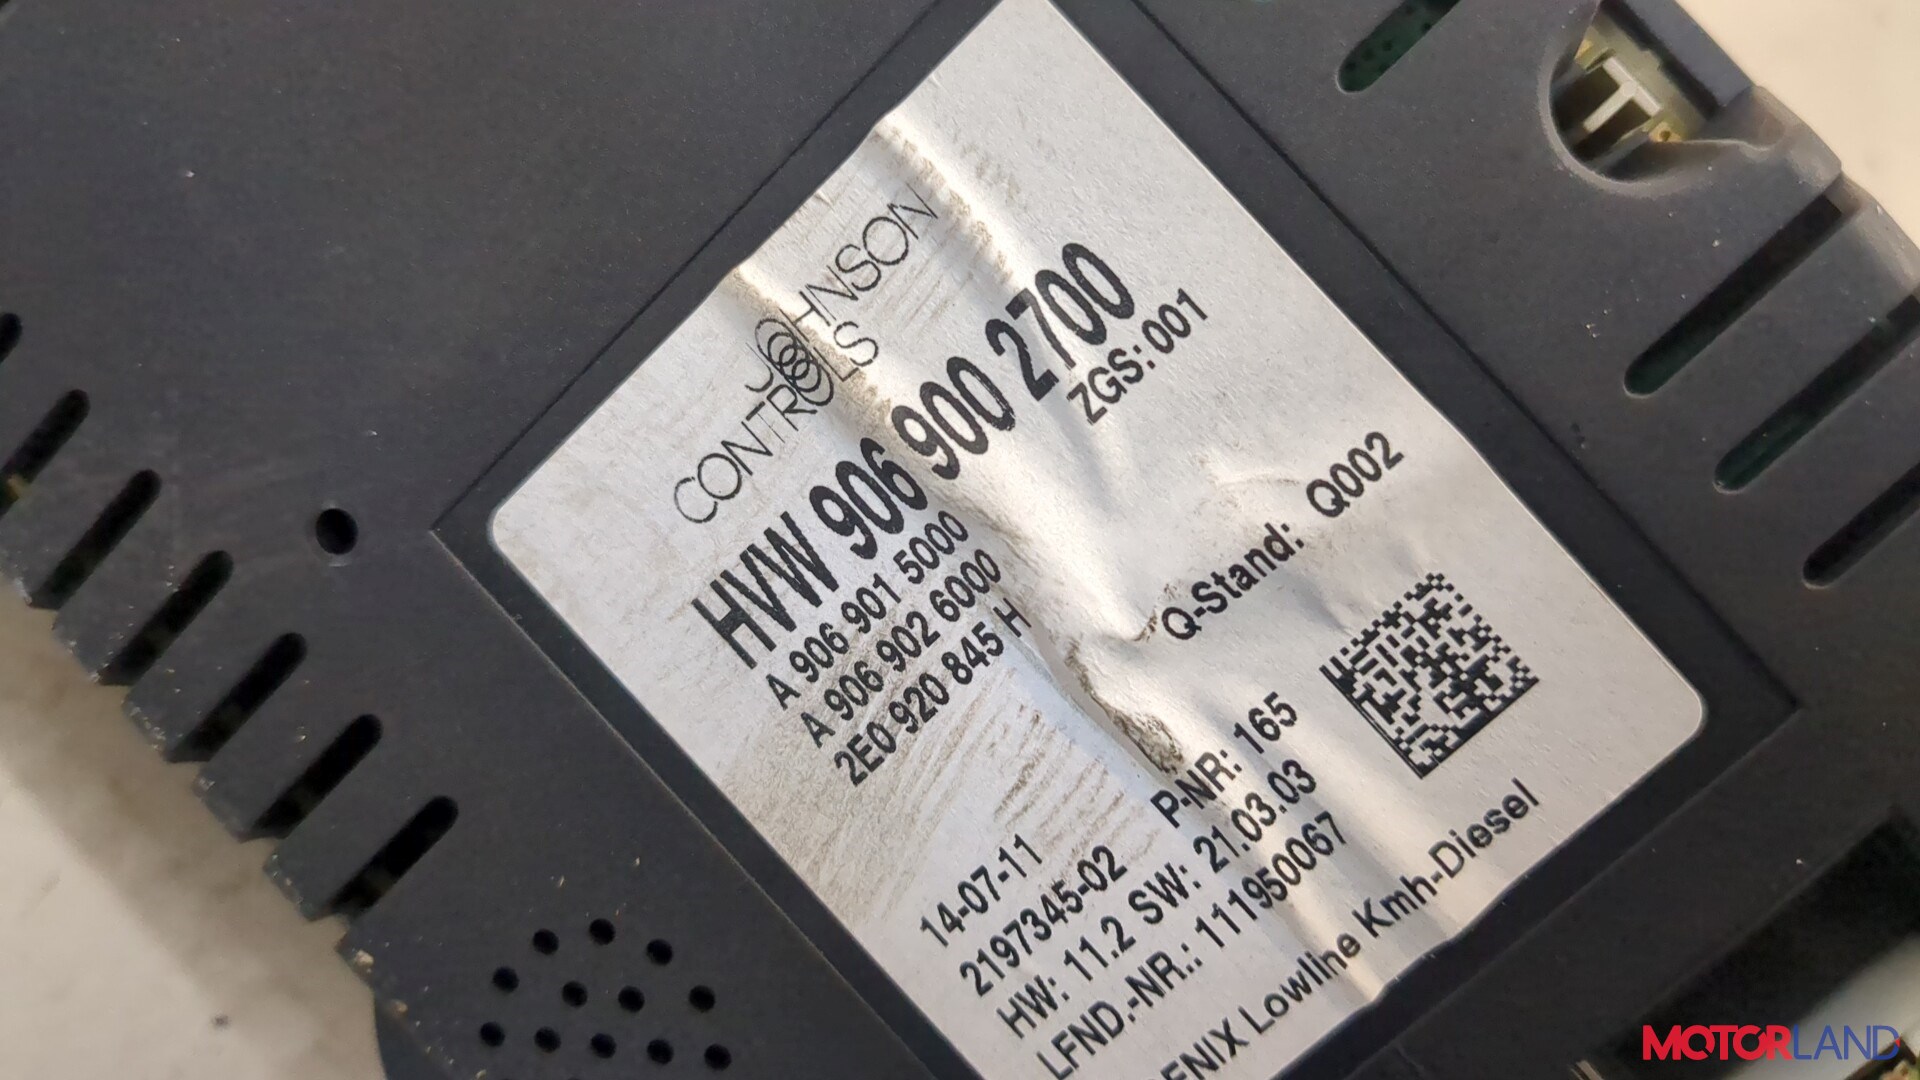 JOHNSON
CONTROLS
HVW 906 900 2700
ZGS: 001
A 906 901 5000
A 906 902 6000
2E0 920 845 H
Q-Stand: Q002
14-07-11
2197345-02 P-NR: 165
HW: 11.2 SW: 21.03.03
LFND.-NR.: 1119500067
ENIX Lowline Kmh-Diesel
MOTORLAND